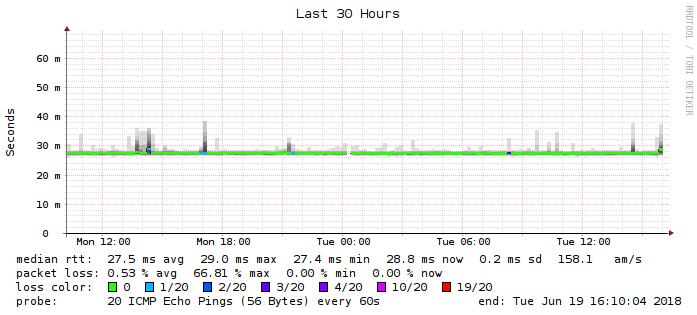 Last 30 Hours
RRDTOOL / TOBI OETIKER
Seconds
60 m
50 m
40 m
30 m
20 m
10 m
0
Mon 12:00 Mon 18:00 Tue 00:00 Tue 06:00 Tue 12:00
median rtt: 27.5 ms avg 29.0 ms max 27.4 ms min 28.8 ms now 0.2 ms sd 158.1 am/s
packet loss: 0.53 % avg 66.81 % max 0.00 % min 0.00 % now
loss color: 0 1/20 2/20 3/20 4/20 10/20 19/20
probe: 20 ICMP Echo Pings (56 Bytes) every 60s end: Tue Jun 19 16:10:04 2018